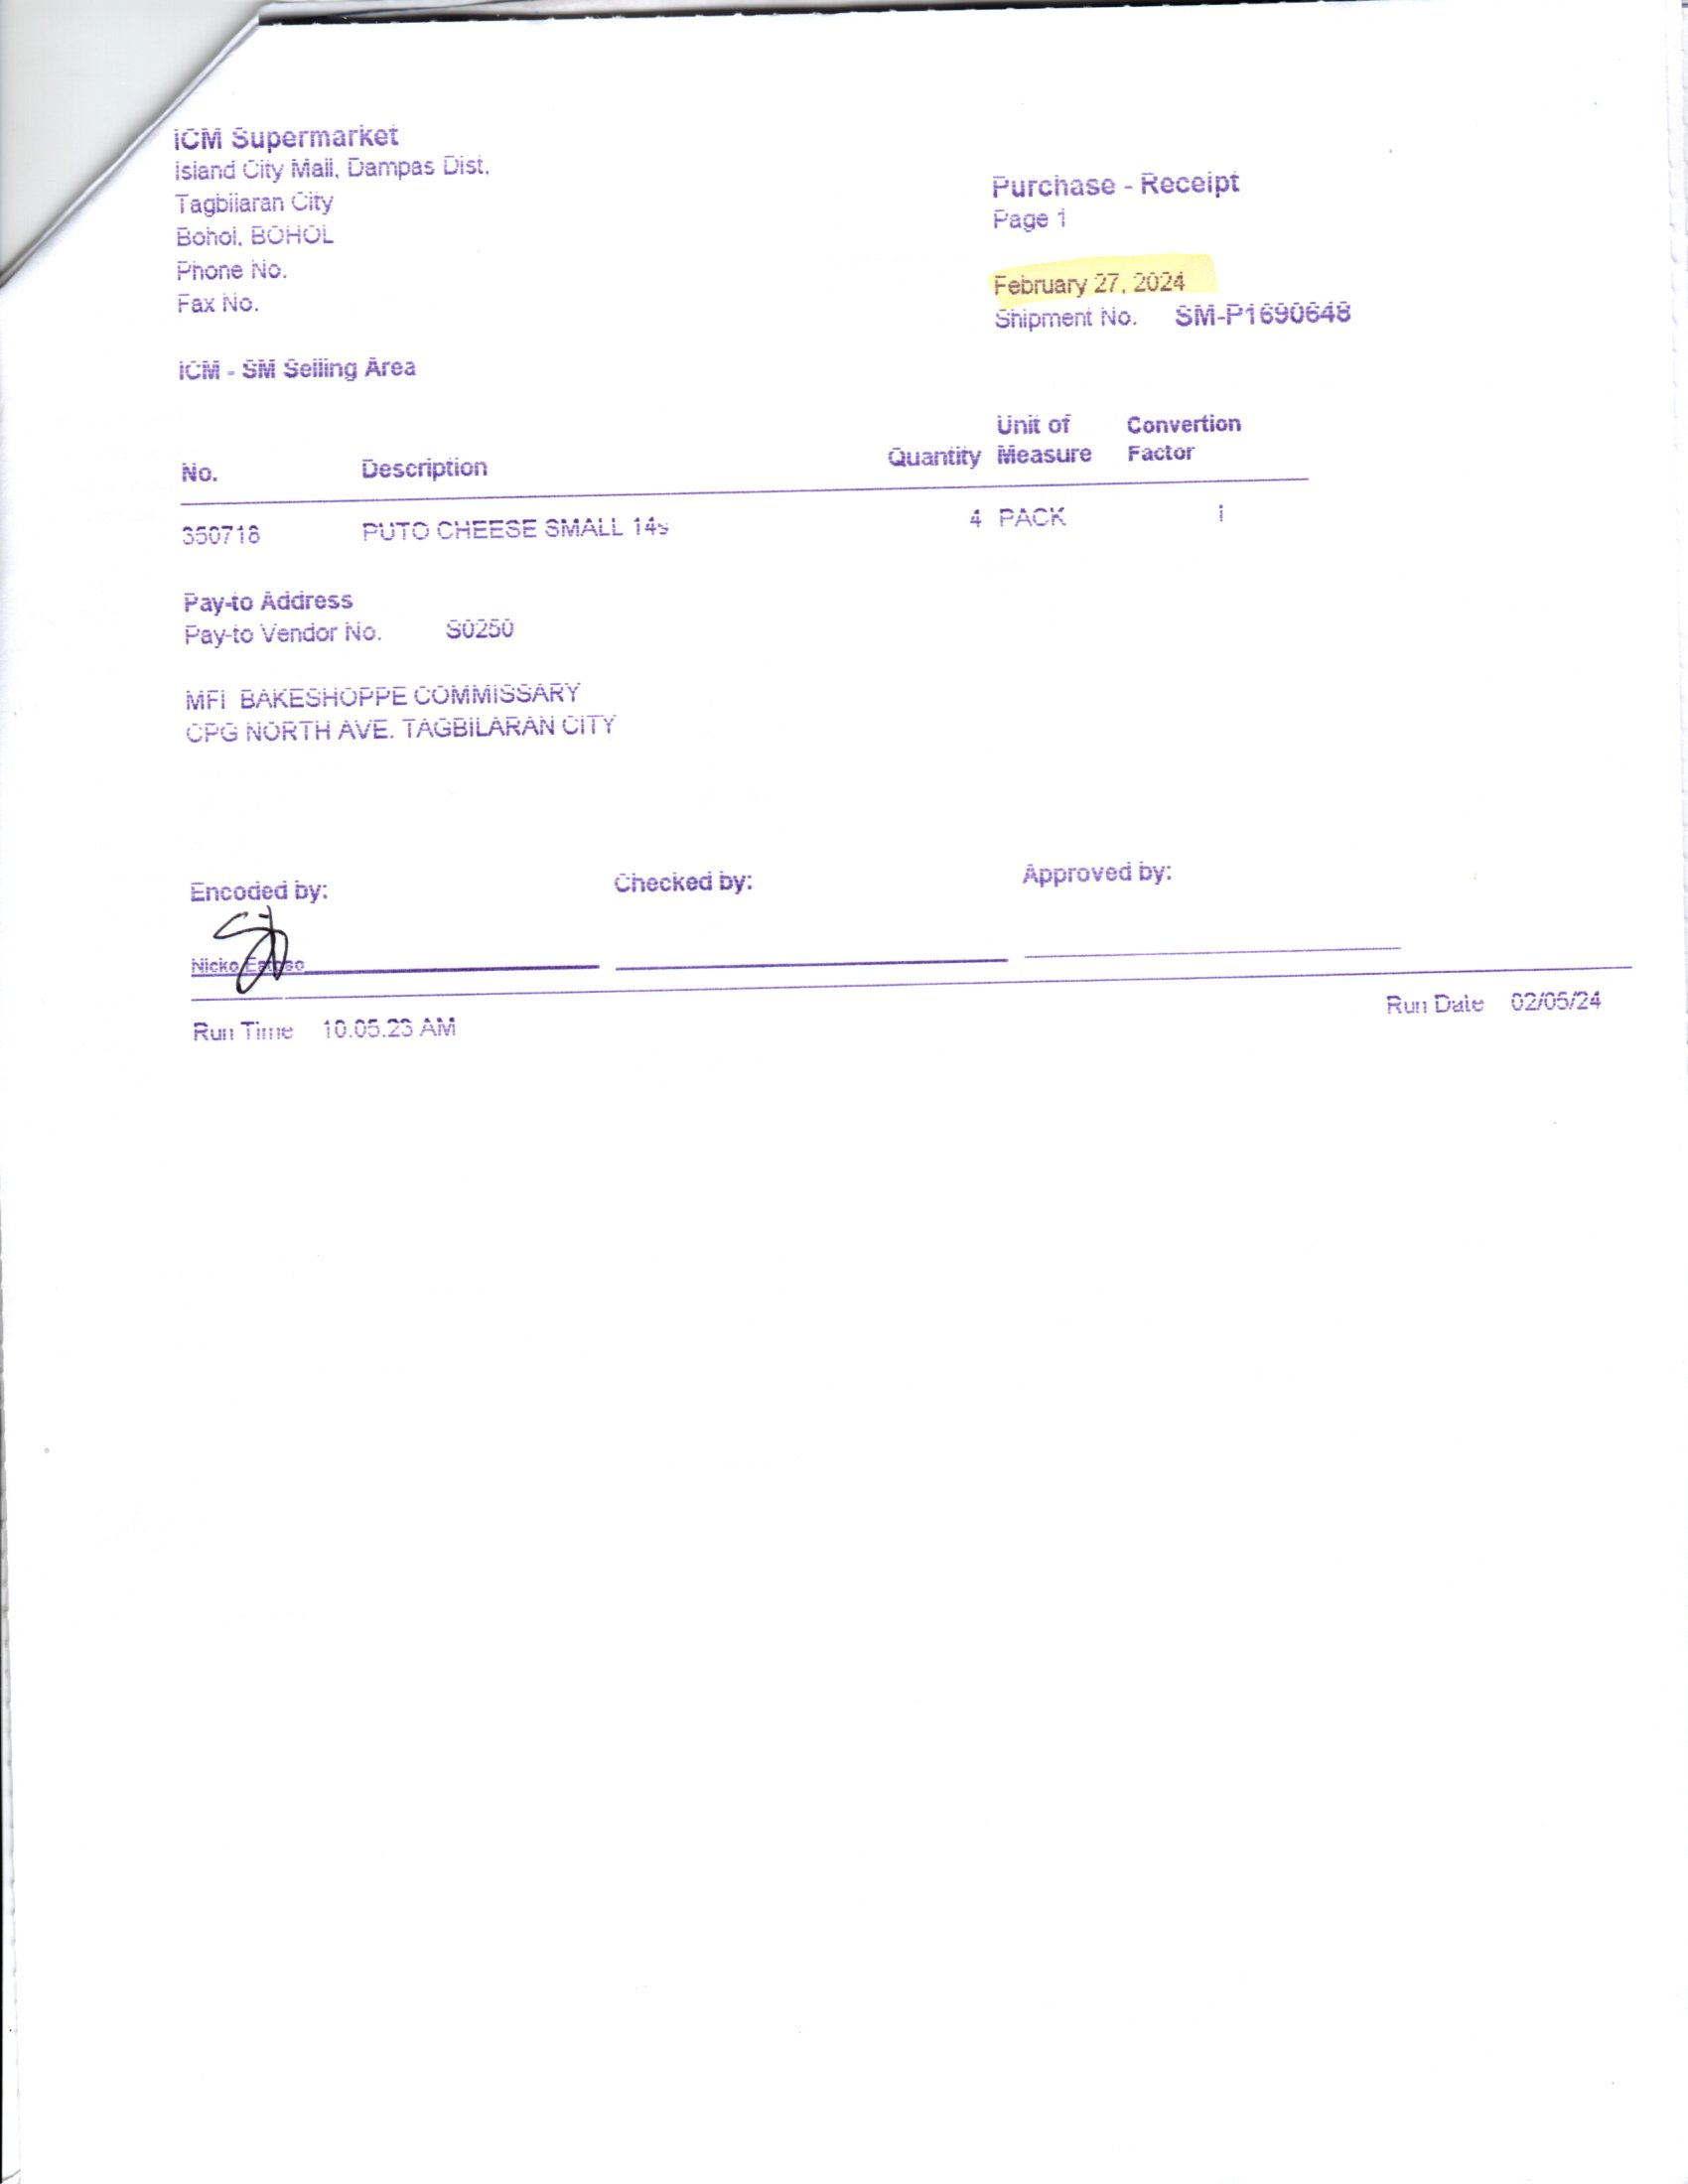 ICM Supermarket
Island City Mall, Dampas Dist.
Tagbilaran City
Bohol, BOHOL
Phone No.
Fax No.
Purchase - Receipt
Page 1
February 27, 2024
Shipment No. SM-P1690648
ICM - SM Selling Area
No. Description Quantity Unit of Measure Convertion Factor
350718 PUTO CHEESE SMALL 14s 4 PACK 1
Pay-to Address
Pay-to Vendor No. S0250
MFI BAKESHOPPE COMMISSARY
CPG NORTH AVE. TAGBILARAN CITY
Encoded by: Checked by: Approved by:
Nicko
Run Time 10:05:23 AM Run Date 02/05/24